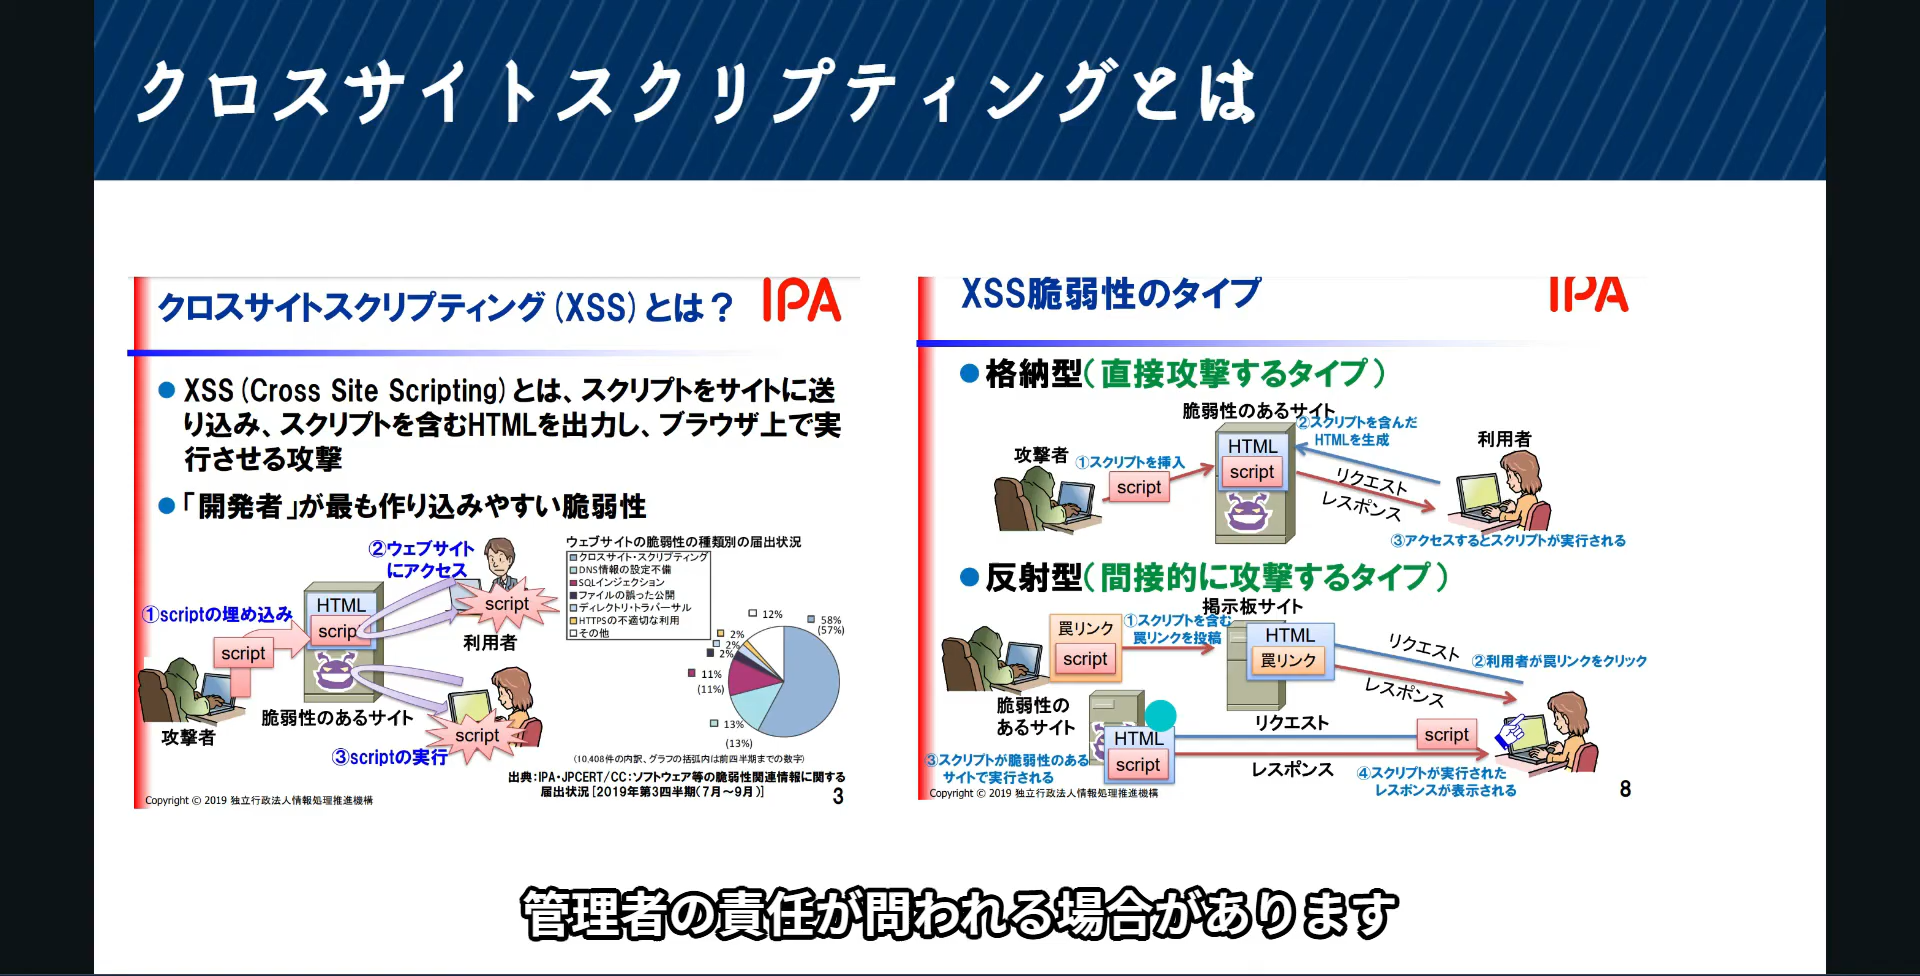 クロスサイトスクリプティングとは
クロスサイトスクリプティング(XSS)とは？
IPA
●XSS(Cross Site Scripting)とは、スクリプトをサイトに送
り込み、スクリプトを含むHTMLを出力し、ブラウザ上で実
行させる攻撃
●「開発者」が最も作り込みやすい脆弱性
①scriptの埋め込み
script
攻撃者
HTML
script
脆弱性のあるサイト
②ウェブサイト
にアクセス
script
利用者
script
③scriptの実行
ウェブサイトの脆弱性の種類別の届出状況
クロスサイト・スクリプティング
DNS情報の設定不備
SQLインジェクション
ファイルの誤った公開
ディレクトリ・トラバーサル
HTTPSの不適切な利用
その他
12%
58%
(57%)
2%
2%
2%
11%
(11%)
13%
(13%)
(10,408件の内訳、グラフの括弧内は前四半期までの数字)
出典：IPA・JPCERT/CC：ソフトウェア等の脆弱性関連情報に関する
届出状況[2019年第3四半期(7月～9月)]
Copyright © 2019 独立行政法人情報処理推進機構
3
XSS脆弱性のタイプ
IPA
●格納型(直接攻撃するタイプ)
脆弱性のあるサイト
②スクリプトを含んだ
HTMLを生成
利用者
攻撃者
①スクリプトを挿入
script
HTML
script
リクエスト
レスポンス
③アクセスするとスクリプトが実行される
●反射型(間接的に攻撃するタイプ)
掲示板サイト
罠リンク
script
①スクリプトを含む
罠リンクを投稿
HTML
罠リンク
リクエスト
②利用者が罠リンクをクリック
レスポンス
脆弱性の
あるサイト
リクエスト
script
HTML
script
③スクリプトが脆弱性のある
サイトで実行される
レスポンス
④スクリプトが実行された
レスポンスが表示される
Copyright © 2019 独立行政法人情報処理推進機構
8
管理者の責任が問われる場合があります